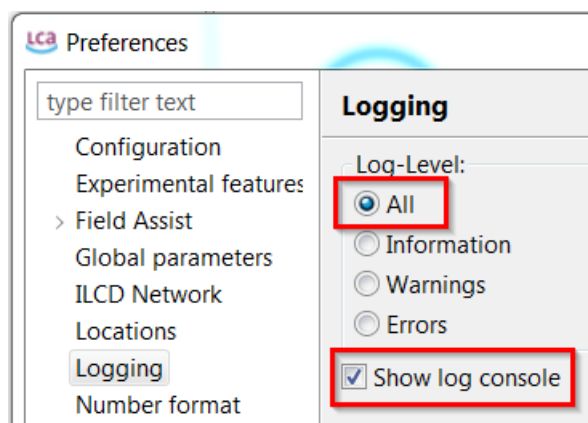 LCA Preferences
type filter text
Configuration
Experimental features
> Field Assist
Global parameters
ILCD Network
Locations
Logging
Number format
Logging
Log-Level:
All
Information
Warnings
Errors
Show log console